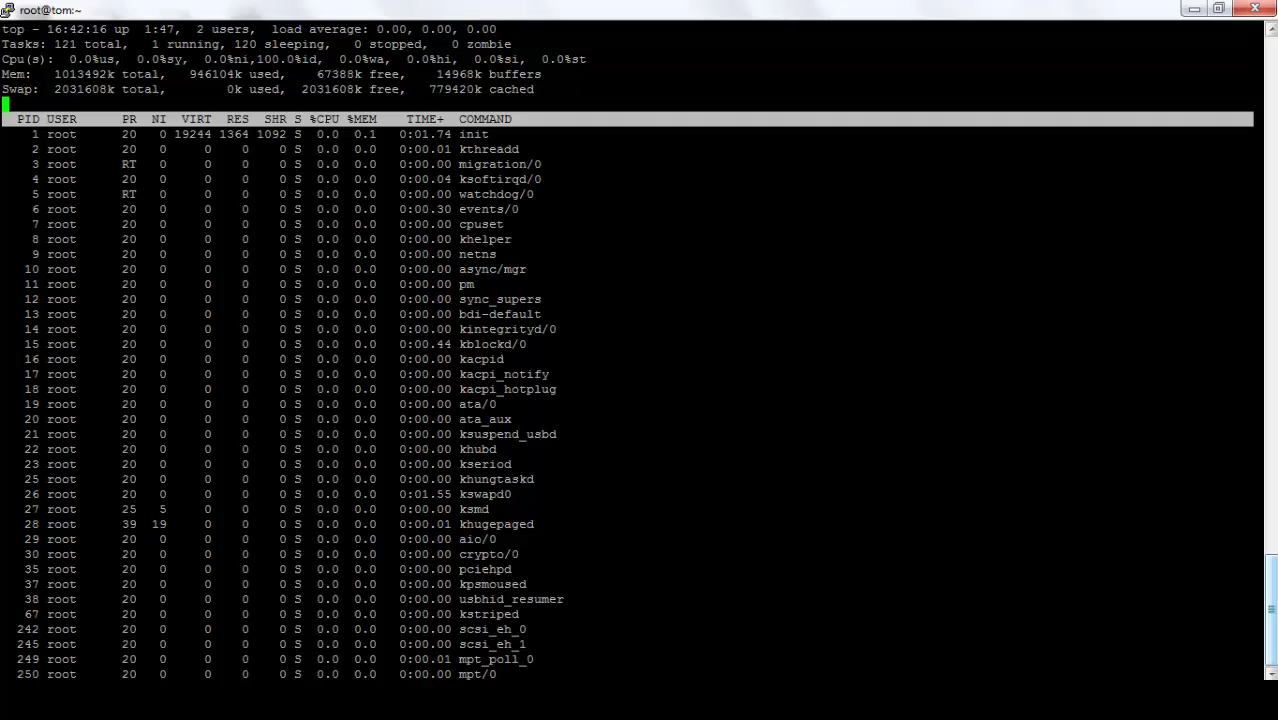 root@tom:~
top - 16:42:16 up  1:47,  2 users,  load average: 0.00, 0.00, 0.00
Tasks: 121 total,   1 running, 120 sleeping,   0 stopped,   0 zombie
Cpu(s):  0.0%us,  0.0%sy,  0.0%ni,100.0%id,  0.0%wa,  0.0%hi,  0.0%si,  0.0%st
Mem:   1013492k total,   946104k used,    67388k free,    14968k buffers
Swap:  2031608k total,        0k used,  2031608k free,   779420k cached
PID USER      PR  NI  VIRT  RES  SHR S %CPU %MEM    TIME+  COMMAND
1 root      20   0 19244 1364 1092 S  0.0  0.1   0:01.74 init
2 root      20   0     0    0    0 S  0.0  0.0   0:00.01 kthreadd
3 root      RT   0     0    0    0 S  0.0  0.0   0:00.00 migration/0
4 root      20   0     0    0    0 S  0.0  0.0   0:00.04 ksoftirqd/0
5 root      RT   0     0    0    0 S  0.0  0.0   0:00.00 watchdog/0
6 root      20   0     0    0    0 S  0.0  0.0   0:00.30 events/0
7 root      20   0     0    0    0 S  0.0  0.0   0:00.00 cpuset
8 root      20   0     0    0    0 S  0.0  0.0   0:00.00 khelper
9 root      20   0     0    0    0 S  0.0  0.0   0:00.00 netns
10 root      20   0     0    0    0 S  0.0  0.0   0:00.00 async/mgr
11 root      20   0     0    0    0 S  0.0  0.0   0:00.00 pm
12 root      20   0     0    0    0 S  0.0  0.0   0:00.00 sync_supers
13 root      20   0     0    0    0 S  0.0  0.0   0:00.00 bdi-default
14 root      20   0     0    0    0 S  0.0  0.0   0:00.00 kintegrityd/0
15 root      20   0     0    0    0 S  0.0  0.0   0:00.44 kblockd/0
16 root      20   0     0    0    0 S  0.0  0.0   0:00.00 kacpid
17 root      20   0     0    0    0 S  0.0  0.0   0:00.00 kacpi_notify
18 root      20   0     0    0    0 S  0.0  0.0   0:00.00 kacpi_hotplug
19 root      20   0     0    0    0 S  0.0  0.0   0:00.00 ata/0
20 root      20   0     0    0    0 S  0.0  0.0   0:00.00 ata_aux
21 root      20   0     0    0    0 S  0.0  0.0   0:00.00 ksuspend_usbd
22 root      20   0     0    0    0 S  0.0  0.0   0:00.00 khubd
23 root      20   0     0    0    0 S  0.0  0.0   0:00.00 kseriod
25 root      20   0     0    0    0 S  0.0  0.0   0:00.00 khungtaskd
26 root      20   0     0    0    0 S  0.0  0.0   0:01.55 kswapd0
27 root      25   5     0    0    0 S  0.0  0.0   0:00.00 ksmd
28 root      39  19     0    0    0 S  0.0  0.0   0:00.01 khugepaged
29 root      20   0     0    0    0 S  0.0  0.0   0:00.00 aio/0
30 root      20   0     0    0    0 S  0.0  0.0   0:00.00 crypto/0
35 root      20   0     0    0    0 S  0.0  0.0   0:00.00 pciehpd
37 root      20   0     0    0    0 S  0.0  0.0   0:00.00 kpsmoused
38 root      20   0     0    0    0 S  0.0  0.0   0:00.00 usbhid_resumer
67 root      20   0     0    0    0 S  0.0  0.0   0:00.00 kstriped
242 root      20   0     0    0    0 S  0.0  0.0   0:00.00 scsi_eh_0
245 root      20   0     0    0    0 S  0.0  0.0   0:00.00 scsi_eh_1
249 root      20   0     0    0    0 S  0.0  0.0   0:00.01 mpt_poll_0
250 root      20   0     0    0    0 S  0.0  0.0   0:00.00 mpt/0